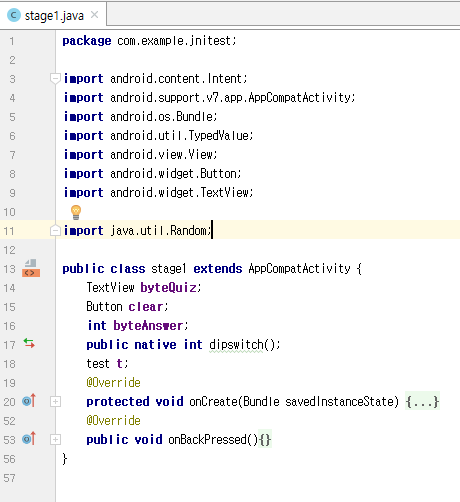 stage1.java
1 package com.example.jnitest;
2
3 import android.content.Intent;
4 import android.support.v7.app.AppCompatActivity;
5 import android.os.Bundle;
6 import android.util.TypedValue;
7 import android.view.View;
8 import android.widget.Button;
9 import android.widget.TextView;
10
11 import java.util.Random;
12
13 public class stage1 extends AppCompatActivity {
14 TextView byteQuiz;
15 Button clear;
16 int byteAnswer;
17 public native int dipswitch();
18 test t;
19 @Override
20 protected void onCreate(Bundle savedInstanceState) {...}
52 @Override
53 public void onBackPressed(){}
56 }
57